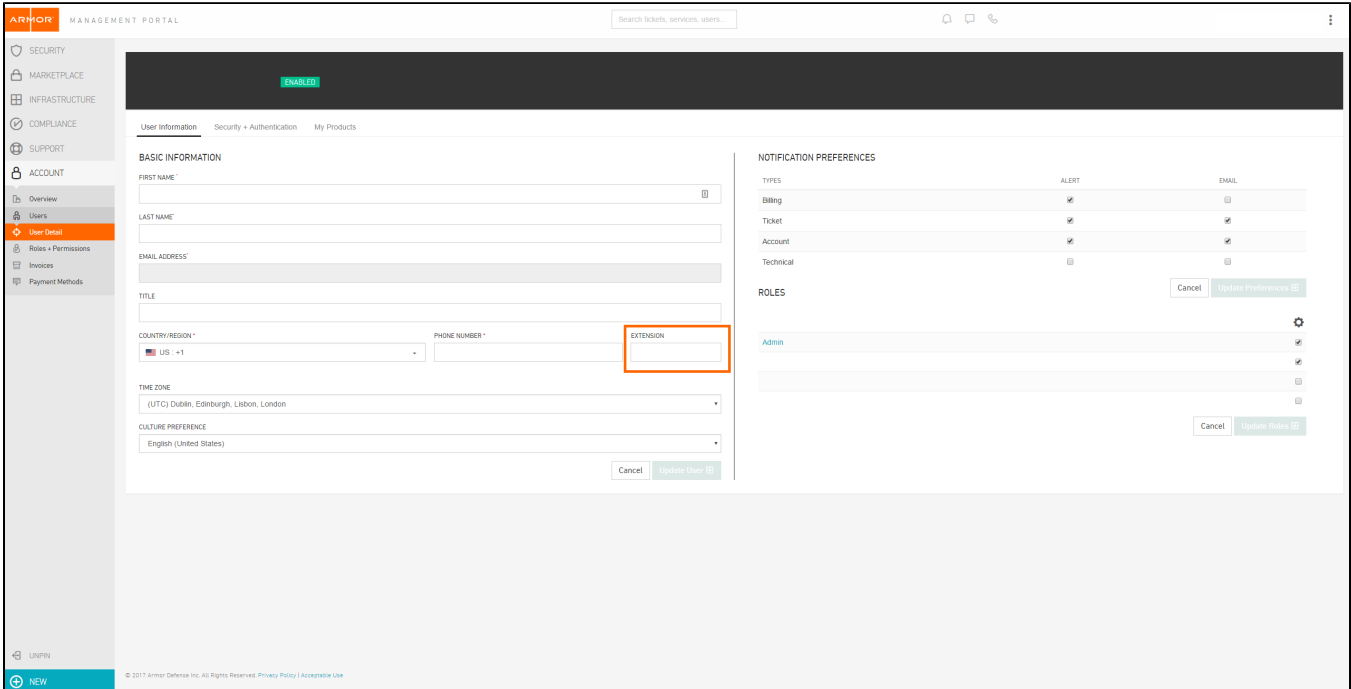 ARMOR MANAGEMENT PORTAL
Search tickets, services, users...
SECURITY
MARKETPLACE
INFRASTRUCTURE
COMPLIANCE
SUPPORT
ACCOUNT
Overview
Users
User Detail
Roles + Permissions
Invoices
Payment Methods
UNPIN
NEW
ENABLED
User Information Security + Authentication My Products
BASIC INFORMATION
FIRST NAME *
LAST NAME *
EMAIL ADDRESS *
TITLE
COUNTRY/REGION * PHONE NUMBER * EXTENSION
US : +1
TIME ZONE
(UTC) Dublin, Edinburgh, Lisbon, London
CULTURE PREFERENCE
English (United States)
Cancel Update User
NOTIFICATION PREFERENCES
TYPES ALERT EMAIL
Billing
Ticket
Account
Technical
Cancel Update Preferences
ROLES
Admin
Cancel Update Roles
© 2017 Armor Defense Inc. All Rights Reserved. Privacy Policy | Acceptable Use